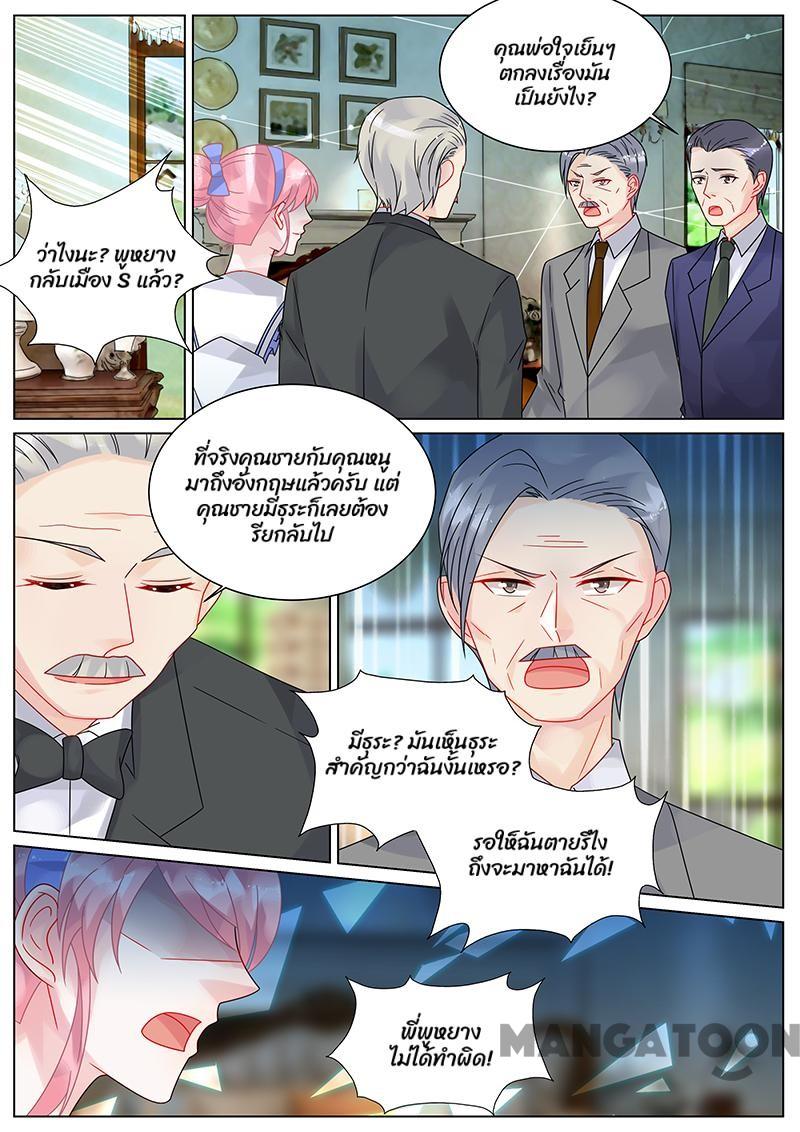 คุณพ่อใจเย็นๆ
ตกลงเรื่องมัน
เป็นยังไง?
ว่าไงนะ? พูหยาง
กลับเมือง S แล้ว?
ที่จริงคุณชายกับคุณหนู
มาถึงอังกฤษแล้วครับ แต่
คุณชายมีธุระก็เลยต้อง
รียกลับไป
มีธุระ? มันเห็นธุระ
สำคัญกว่าฉันงั้นเหรอ?
รอให้ฉันตายรึไง
ถึงจะมาหาฉันได้!
พี่พูหยาง
ไม่ได้ทำผิด!
MANGATOON